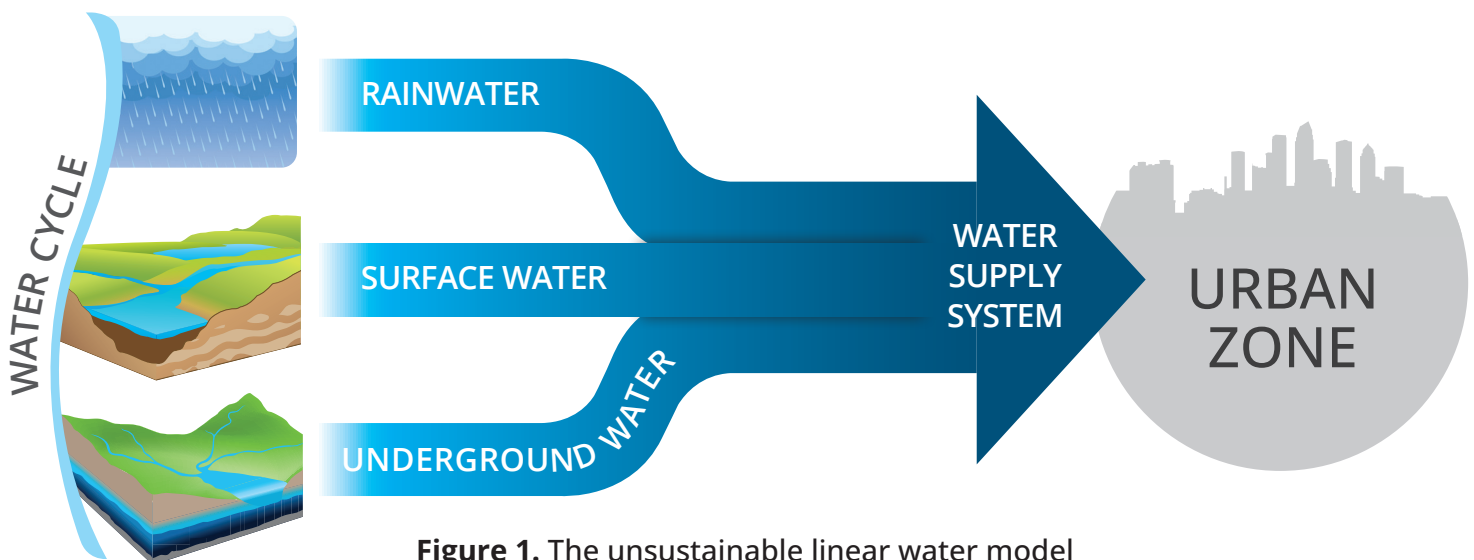 WATER CYCLE
RAINWATER
SURFACE WATER
UNDERGROUND WATER
WATER
SUPPLY
SYSTEM
URBAN
ZONE
Figure 1. The unsustainable linear water model